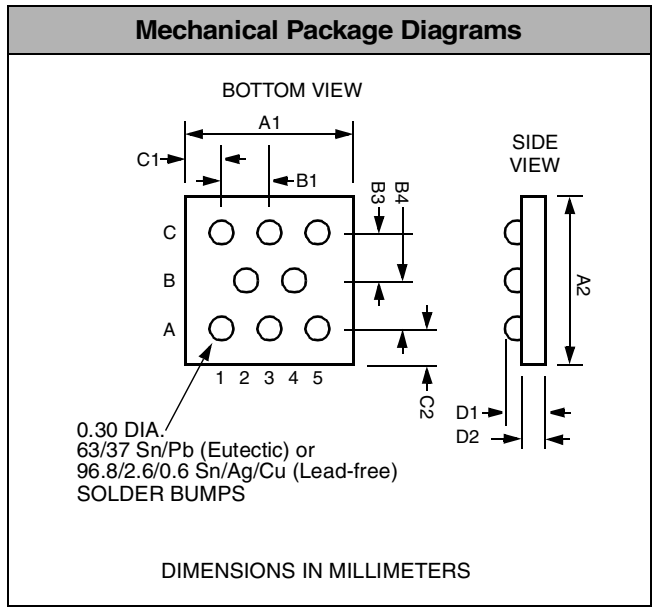 Mechanical Package Diagrams
BOTTOM VIEW
A1
C1
B1
SIDE
VIEW
B3
B4
C
B
A
A2
1 2 3 4 5
C2
D1
D2
0.30 DIA.
63/37 Sn/Pb (Eutectic) or
96.8/2.6/0.6 Sn/Ag/Cu (Lead-free)
SOLDER BUMPS
DIMENSIONS IN MILLIMETERS